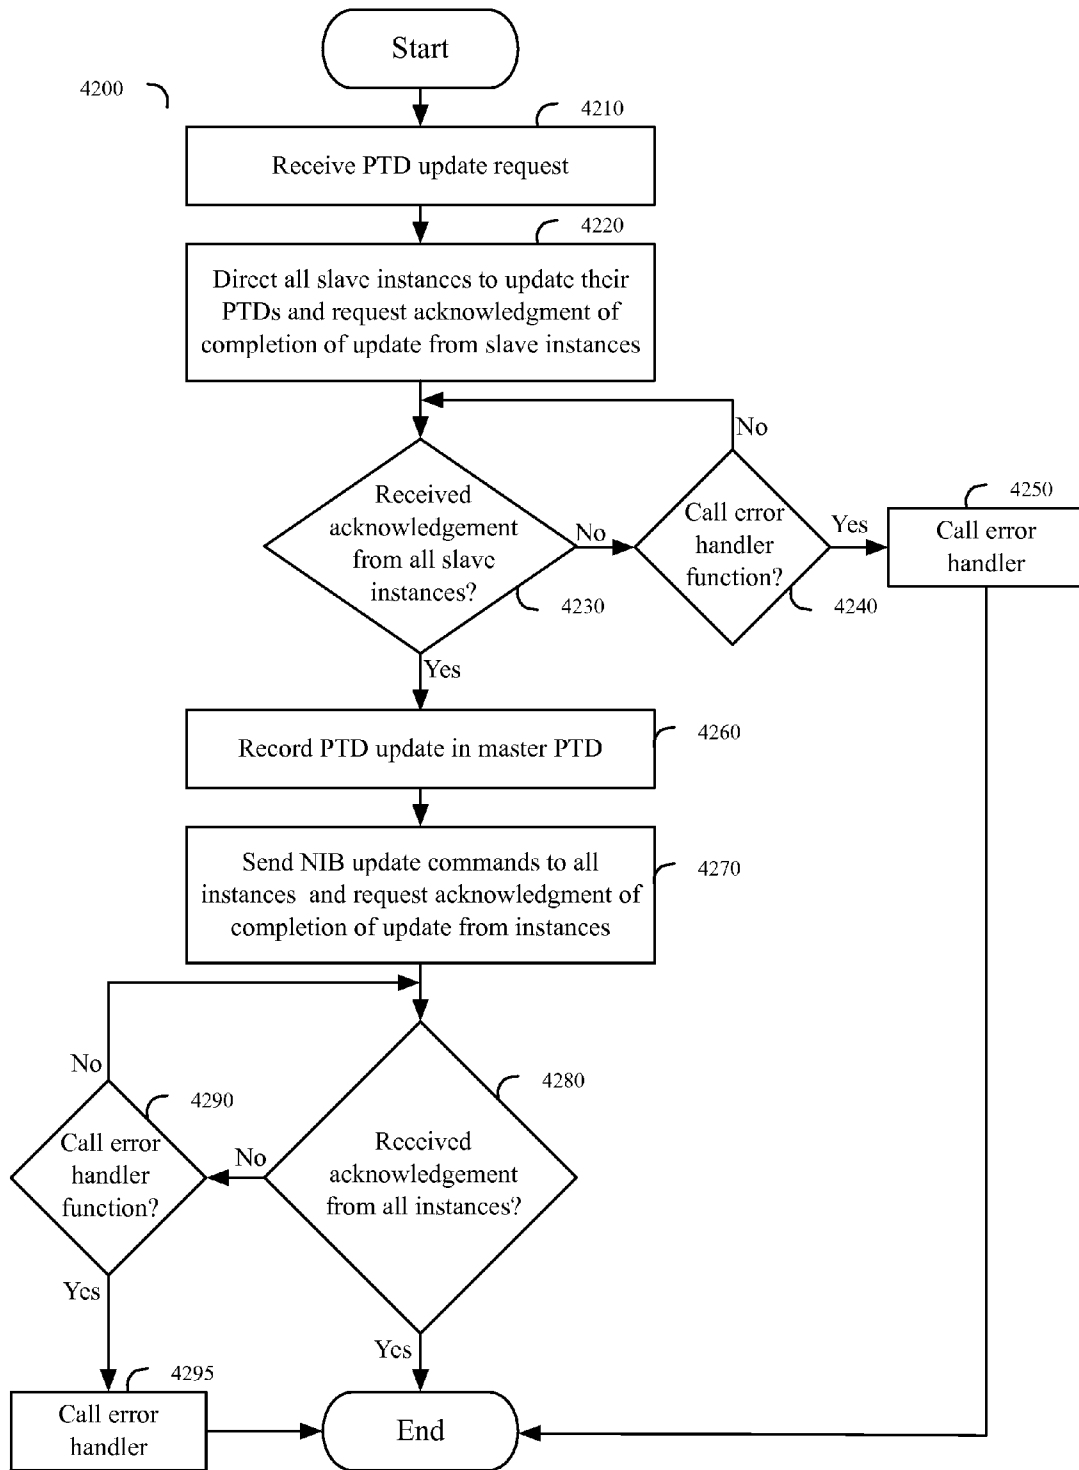 Start
4200
4210
Receive PTD update request
4220
Direct all slave instances to update their
PTDs and request acknowledgment of
completion of update from slave instances
No
Received
acknowledgement
from all slave
instances?
No
4230
Call error
handler
function?
4240
Yes
4250
Call error
handler
Yes
Record PTD update in master PTD
4260
Send NIB update commands to all
instances and request acknowledgment of
completion of update from instances
4270
No
4290
Call error
handler
function?
No
4280
Received
acknowledgement
from all instances?
Yes
Yes
4295
Call error
handler
End